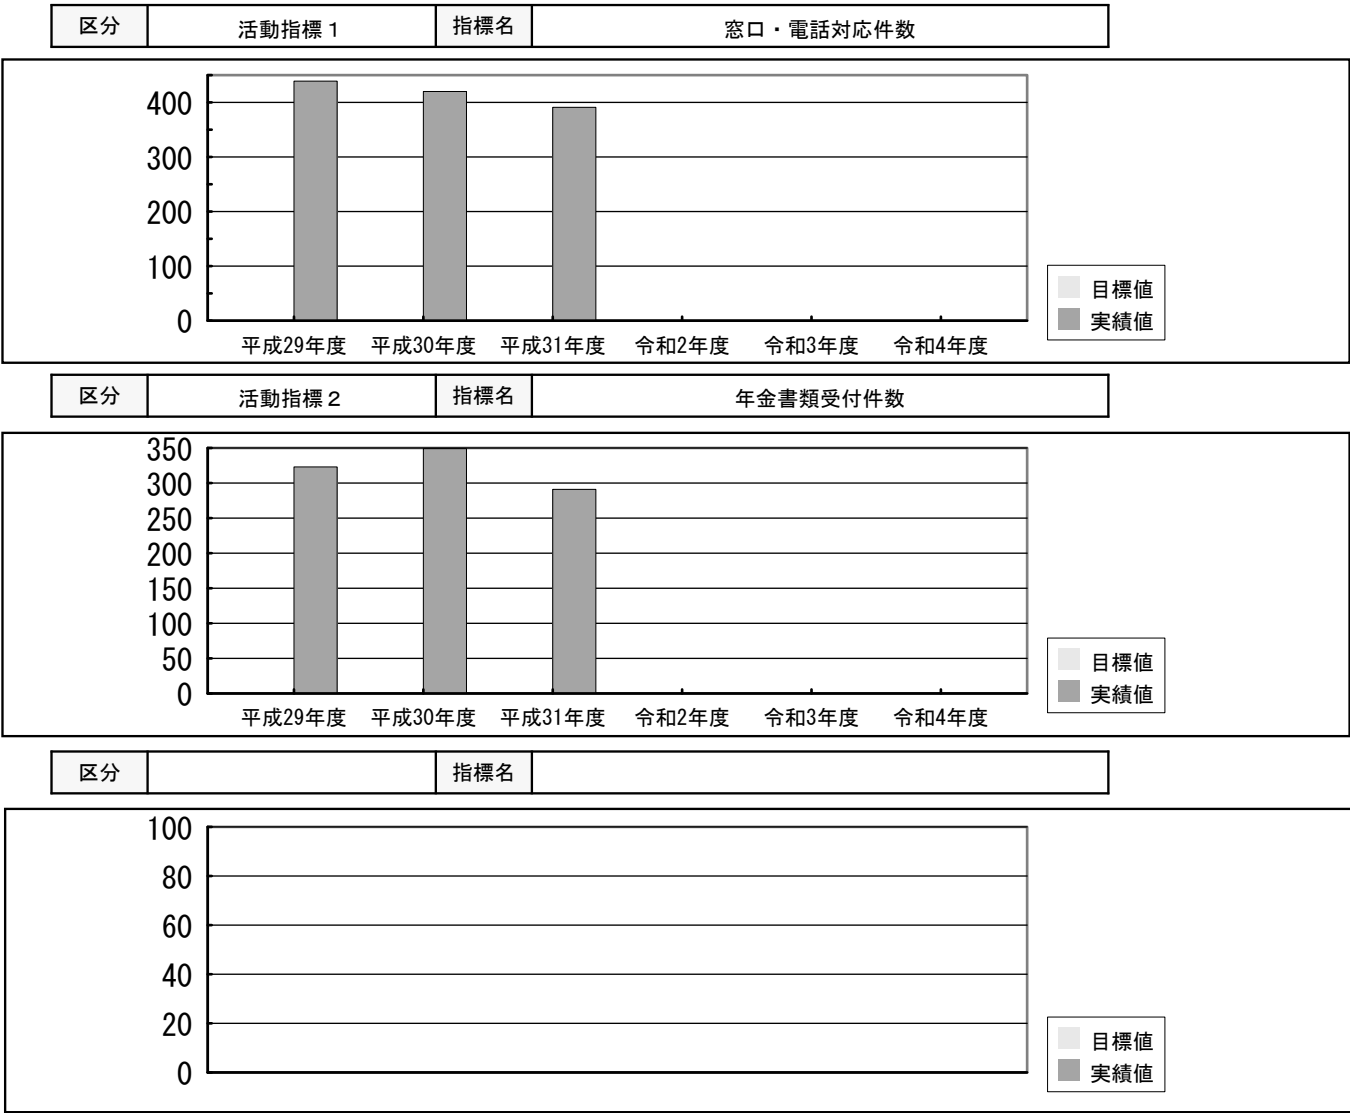 区分 活動指標１ 指標名 窓口・電話対応件数
400
300
200
100
0
平成29年度 平成30年度 平成31年度 令和2年度 令和3年度 令和4年度
目標値
実績値
区分 活動指標２ 指標名 年金書類受付件数
350
300
250
200
150
100
50
0
平成29年度 平成30年度 平成31年度 令和2年度 令和3年度 令和4年度
目標値
実績値
区分 指標名
100
80
60
40
20
0
目標値
実績値